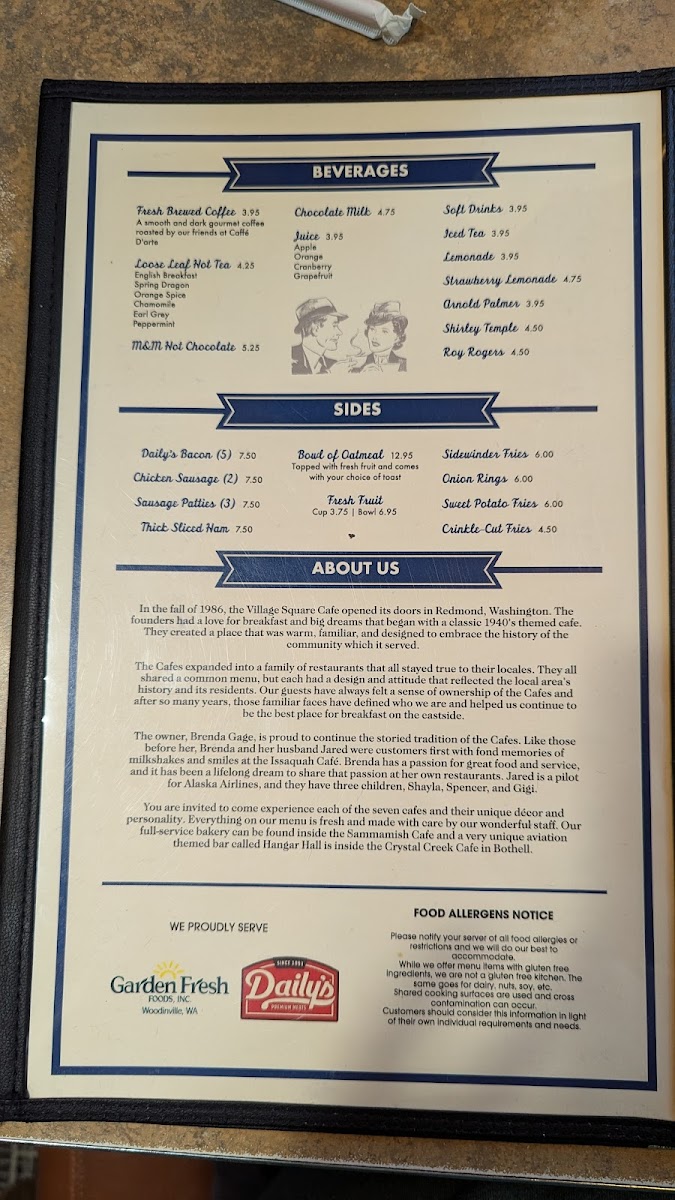 BEVERAGES
Fresh Brewed Coffee 3.95
A smooth and dark gourmet coffee
roasted by our friends at Caffé
D'arte
Loose Leaf Hot Tea 4.25
English Breakfast
Spring Dragon
Orange Spice
Chamomile
Earl Grey
Peppermint
M&M Hot Chocolate 5.25
Chocolate Milk 4.75
Juice 3.95
Apple
Orange
Cranberry
Grapefruit
Soft Drinks 3.95
Iced Tea 3.95
Lemonade 3.95
Strawberry Lemonade 4.75
Arnold Palmer 3.95
Shirley Temple 4.50
Roy Rogers 4.50
SIDES
Daily's Bacon (5) 7.50
Chicken Sausage (2) 7.50
Sausage Patties (3) 7.50
Thick Sliced Ham 7.50
Bowl of Oatmeal 12.95
Topped with fresh fruit and comes
with your choice of toast
Fresh Fruit
Cup 3.75 | Bowl 6.95
Sidewinder Fries 6.00
Onion Rings 6.00
Sweet Potato Fries 6.00
Crinkle-Cut Fries 4.50
ABOUT US
In the fall of 1986, the Village Square Cafe opened its doors in Redmond, Washington. The
founders had a love for breakfast and big dreams that began with a classic 1940's themed cafe.
They created a place that was warm, familiar, and designed to embrace the history of the
community which it served.
The Cafes expanded into a family of restaurants that all stayed true to their locales. They all
shared a common menu, but each had a design and attitude that reflected the local area's
history and its residents. Our guests have always felt a sense of ownership of the Cafes and
after so many years, those familiar faces have defined who we are and helped us continue to
be the best place for breakfast on the eastside.
The owner, Brenda Gage, is proud to continue the storied tradition of the Cafes. Like those
before her, Brenda and her husband Jared were customers first with fond memories of
milkshakes and smiles at the Issaquah Café. Brenda has a passion for great food and service,
and it has been a lifelong dream to share that passion at her own restaurants. Jared is a pilot
for Alaska Airlines, and they have three children, Shayla, Spencer, and Gigi.
You are invited to come experience each of the seven cafes and their unique décor and
personality. Everything on our menu is fresh and made with care by our wonderful staff. Our
full-service bakery can be found inside the Sammamish Cafe and a very unique aviation
themed bar called Hangar Hall is inside the Crystal Creek Cafe in Bothell.
WE PROUDLY SERVE
Garden Fresh
FOODS, INC.
Woodinville, WA
SINCE 1893
Daily's
PREMIUM MEATS
FOOD ALLERGENS NOTICE
Please notify your server of all food allergies or
restrictions and we will do our best to
accommodate.
While we offer menu items with gluten free
ingredients, we are not a gluten free kitchen. The
same goes for dairy, nuts, soy, etc.
Shared cooking surfaces are used and cross
contamination can occur.
Customers should consider this information in light
of their own individual requirements and needs.